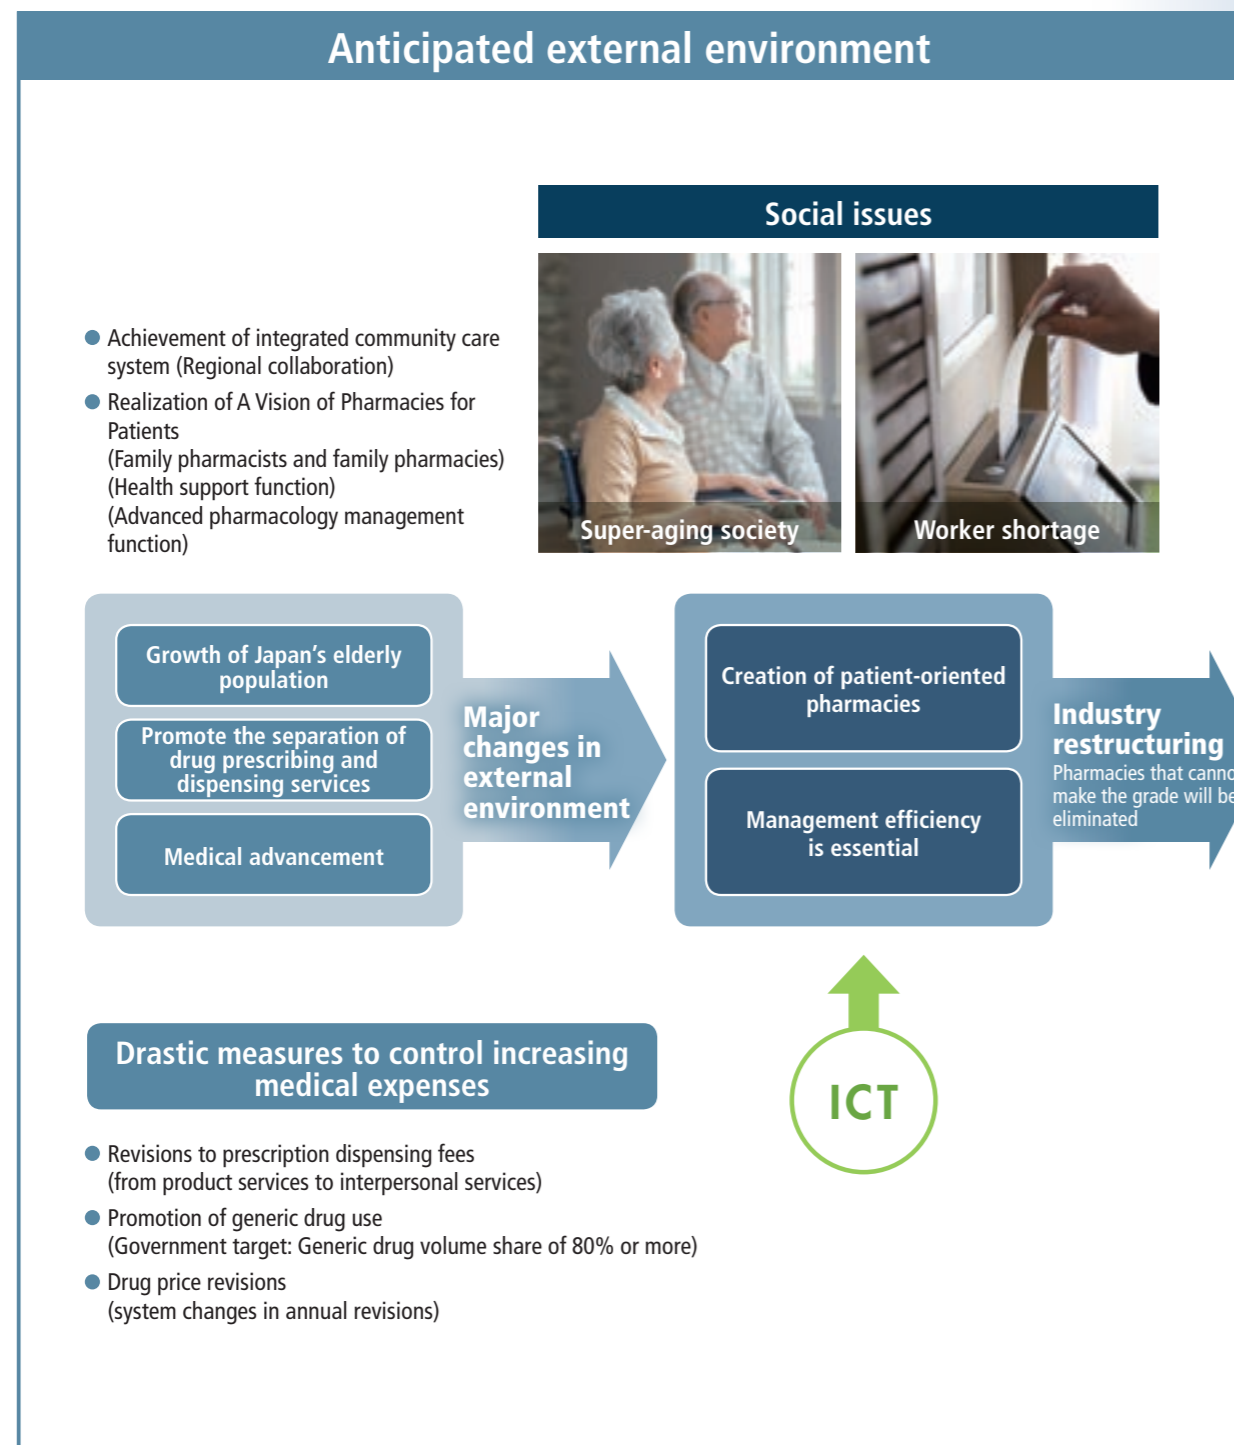 Anticipated external environment
Social issues
Super-aging society
Worker shortage
● Achievement of integrated community care
system (Regional collaboration)
● Realization of A Vision of Pharmacies for
Patients
(Family pharmacists and family pharmacies)
(Health support function)
(Advanced pharmacology management
function)
Growth of Japan's elderly
population
Promote the separation of
drug prescribing and
dispensing services
Medical advancement
Major
changes in
external
environment
Creation of patient-oriented
pharmacies
Management efficiency
is essential
Industry
restructuring
Pharmacies that canno
make the grade will be
eliminated
ICT
Drastic measures to control increasing
medical expenses
● Revisions to prescription dispensing fees
(from product services to interpersonal services)
● Promotion of generic drug use
(Government target: Generic drug volume share of 80% or more)
● Drug price revisions
(system changes in annual revisions)